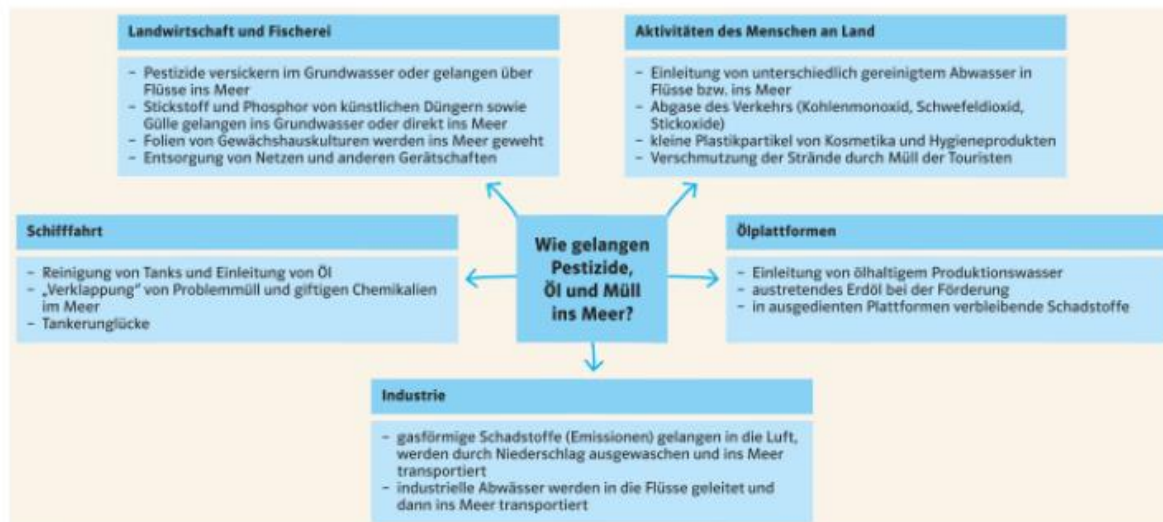 Landwirtschaft und Fischerei
– Pestizide versickern im Grundwasser oder gelangen über
Flüsse ins Meer
– Stickstoff und Phosphor von künstlichen Düngern sowie
Gülle gelangen ins Grundwasser oder direkt ins Meer
– Folien von Gewächshauskulturen werden ins Meer geweht
– Entsorgung von Netzen und anderen Gerätschaften
Aktivitäten des Menschen an Land
– Einleitung von unterschiedlich gereinigtem Abwasser in
Flüsse bzw. ins Meer
– Abgase des Verkehrs (Kohlenmonoxid, Schwefeldioxid,
Stickoxide)
– kleine Plastikpartikel von Kosmetika und Hygieneprodukten
– Verschmutzung der Strände durch Müll der Touristen
Schifffahrt
– Reinigung von Tanks und Einleitung von Öl
– „Verklappung“ von Problemmüll und giftigen Chemikalien
im Meer
– Tankerunglücke
Wie gelangen
Pestizide,
Öl und Müll
ins Meer?
Ölplattformen
– Einleitung von ölhaltigem Produktionswasser
– austretendes Erdöl bei der Förderung
– in ausgedienten Plattformen verbleibende Schadstoffe
Industrie
– gasförmige Schadstoffe (Emissionen) gelangen in die Luft,
werden durch Niederschlag ausgewaschen und ins Meer
transportiert
– industrielle Abwässer werden in die Flüsse geleitet und
dann ins Meer transportiert